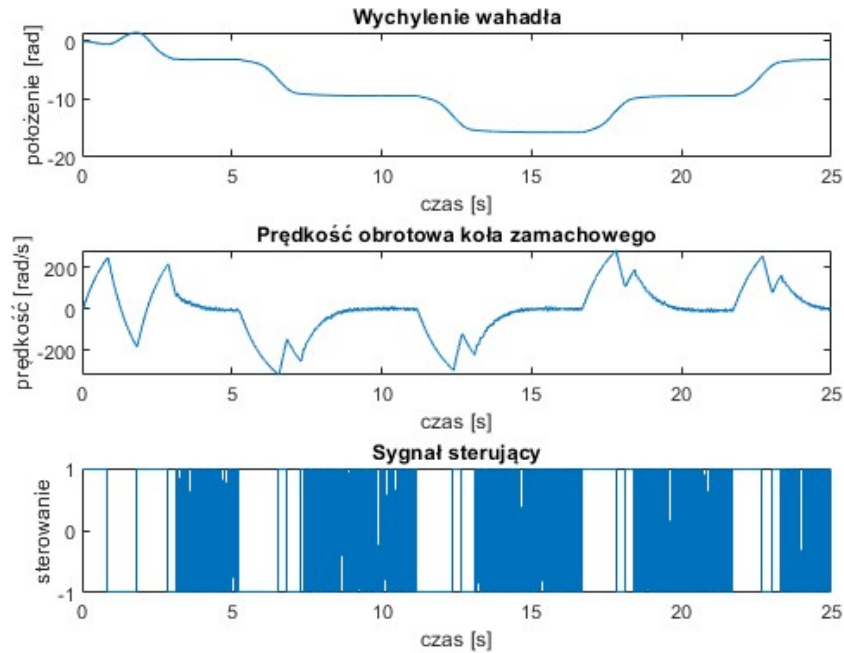 Wychylenie wahadła
położenie [rad]
0
-10
-20
0 5 10 15 20 25
czas [s]
Prędkość obrotowa koła zamachowego
prędkość [rad/s]
200
0
-200
0 5 10 15 20 25
czas [s]
Sygnał sterujący
sterowanie
1
0
-1
0 5 10 15 20 25
czas [s]